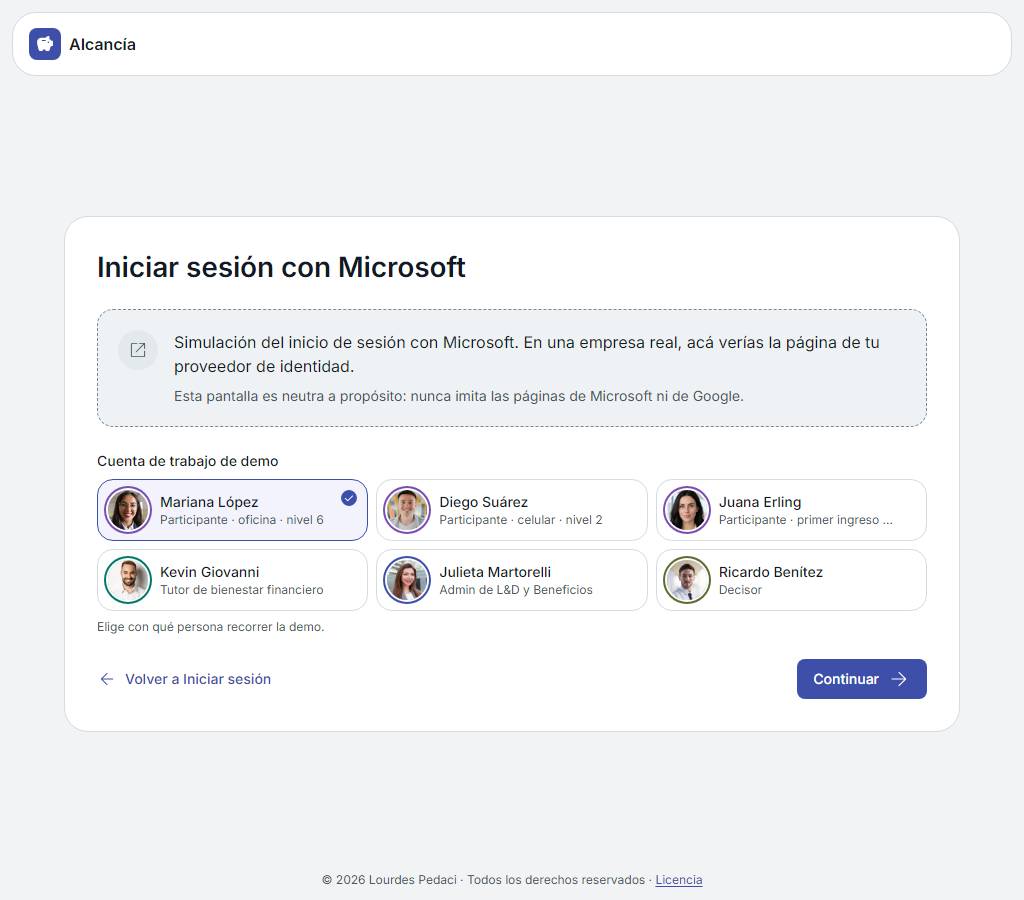 Alcancía
Iniciar sesión con Microsoft
Simulación del inicio de sesión con Microsoft. En una empresa real, acá verías la página de tu
proveedor de identidad.
Esta pantalla es neutra a propósito: nunca imita las páginas de Microsoft ni de Google.
Cuenta de trabajo de demo
Mariana López
Participante · oficina · nivel 6
Diego Suárez
Participante · celular · nivel 2
Juana Erling
Participante · primer ingreso ...
Kevin Giovanni
Tutor de bienestar financiero
Julieta Martorelli
Admin de L&D y Beneficios
Ricardo Benítez
Decisor
Elige con qué persona recorrer la demo.
Volver a Iniciar sesión
Continuar
© 2026 Lourdes Pedaci · Todos los derechos reservados · Licencia